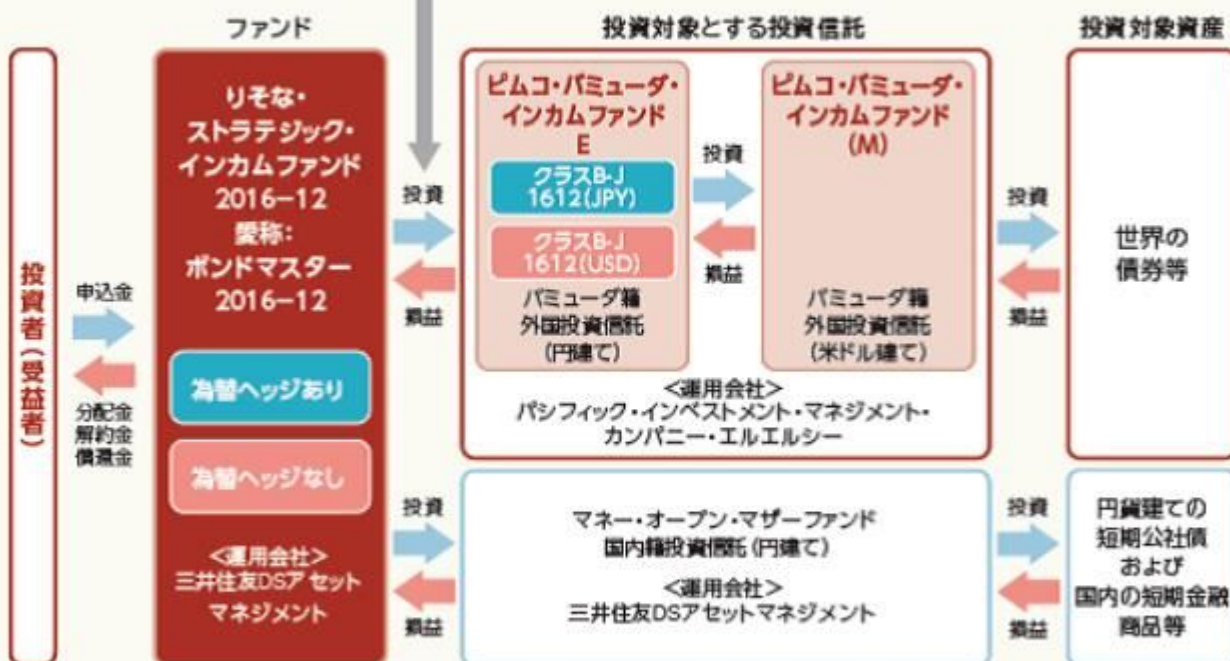 ファンド
投資対象とする投資信託
投資対象資産
投資者(受益者)
申込金
分配金
解約金
償還金
りそな・
ストラテジック・
インカムファンド
2016−12
愛称:
ボンドマスター
2016−12
為替ヘッジあり
為替ヘッジなし
<運用会社>
三井住友DSアセット
マネジメント
投資
損益
ピムコ・バミューダ・
インカムファンド
E
クラスB-J
1612(JPY)
クラスB-J
1612(USD)
バミューダ籍
外国投資信託
(円建て)
投資
損益
ピムコ・バミューダ・
インカムファンド
(M)
バミューダ籍
外国投資信託
(米ドル建て)
<運用会社>
パシフィック・インベストメント・マネジメント・
カンパニー・エルエルシー
投資
損益
世界の
債券等
投資
損益
マネー・オープン・マザーファンド
国内籍投資信託(円建て)
<運用会社>
三井住友DSアセットマネジメント
投資
損益
円貨建ての
短期公社債
および
国内の短期金融
商品等